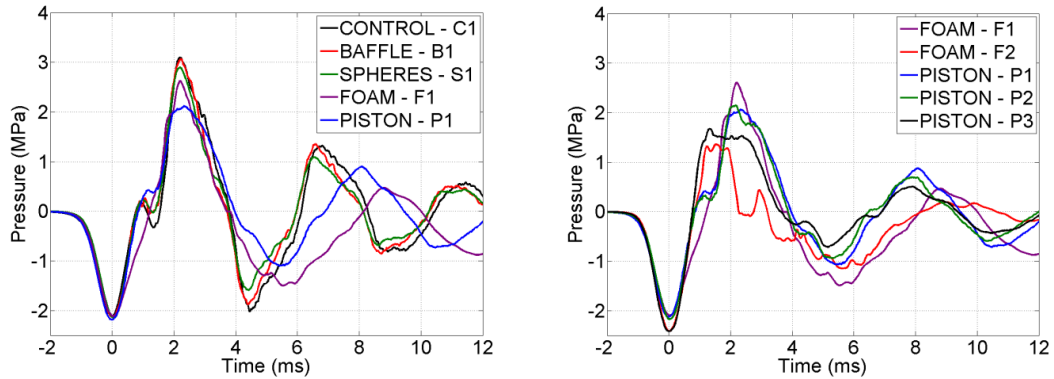 4
3
2
1
0
-1
-2
Pressure (MPa)
-2 0 2 4 6 8 10 12
Time (ms)
CONTROL - C1
BAFFLE - B1
SPHERES - S1
FOAM - F1
PISTON - P1
4
3
2
1
0
-1
-2
Pressure (MPa)
-2 0 2 4 6 8 10 12
Time (ms)
FOAM - F1
FOAM - F2
PISTON - P1
PISTON - P2
PISTON - P3